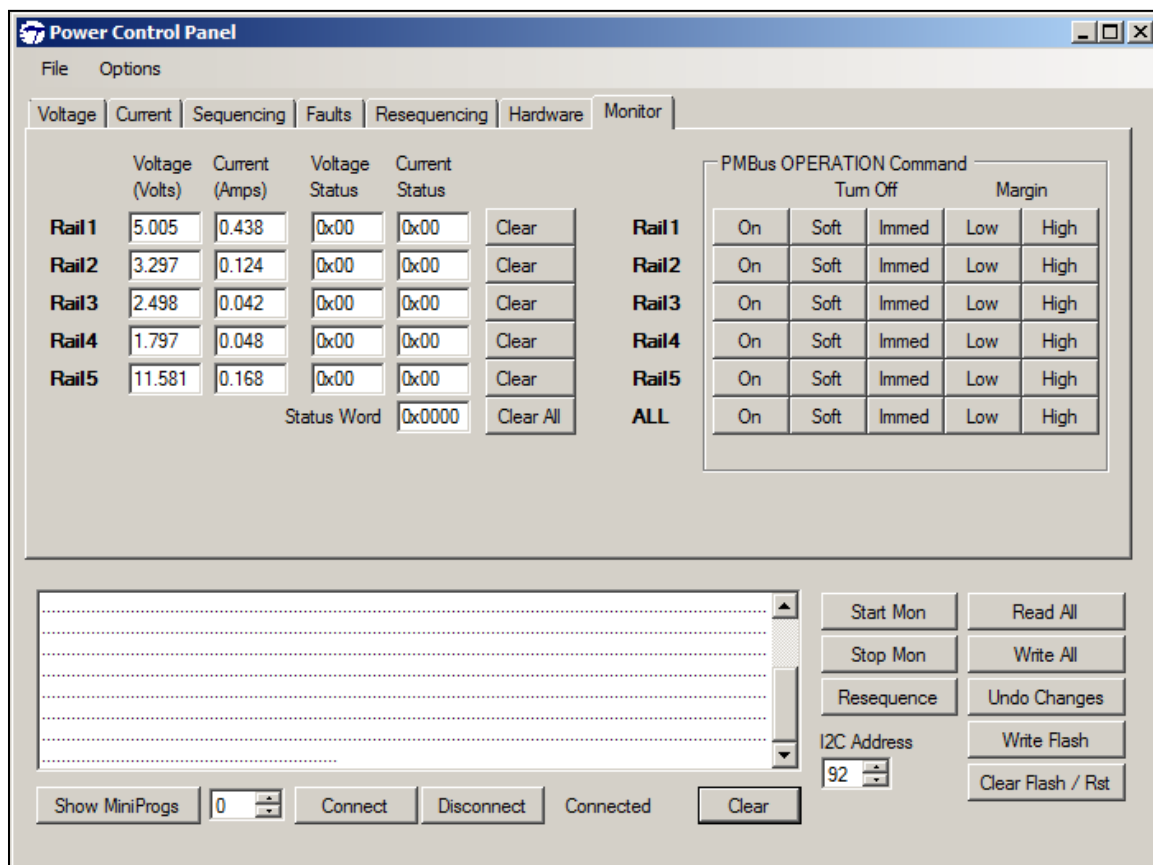 Power Control Panel
File Options
Voltage Current Sequencing Faults Resequencing Hardware Monitor
Voltage Current Voltage Current PMBus OPERATION Command
(Volts) (Amps) Status Status Turn Off Margin
Rail1 5.005 0.438 0x00 0x00 Clear Rail1 On Soft Immed Low High
Rail2 3.297 0.124 0x00 0x00 Clear Rail2 On Soft Immed Low High
Rail3 2.498 0.042 0x00 0x00 Clear Rail3 On Soft Immed Low High
Rail4 1.797 0.048 0x00 0x00 Clear Rail4 On Soft Immed Low High
Rail5 11.581 0.168 0x00 0x00 Clear Rail5 On Soft Immed Low High
Status Word 0x0000 Clear All ALL On Soft Immed Low High
Start Mon Read All
Stop Mon Write All
Resequence Undo Changes
I2C Address Write Flash
92 Clear Flash / Rst
Show MiniProgs 0 Connect Disconnect Connected Clear